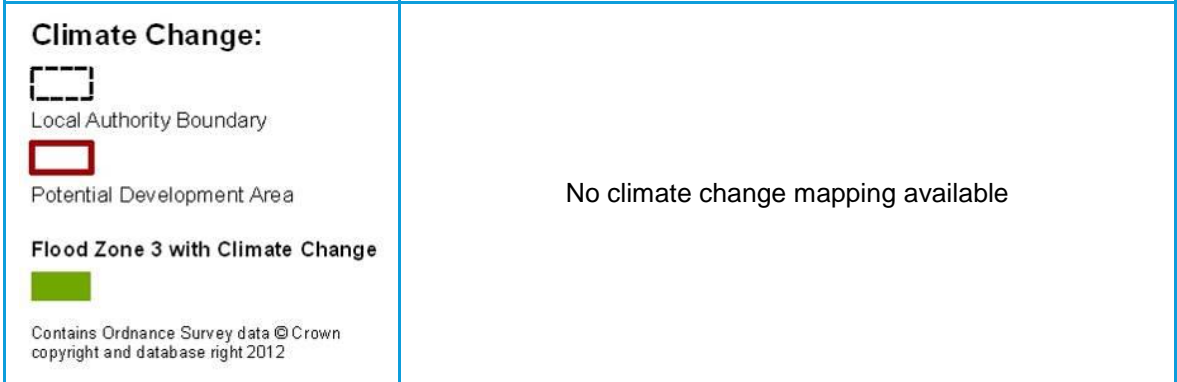 Climate Change:
Local Authority Boundary
Potential Development Area
Flood Zone 3 with Climate Change
Contains Ordnance Survey data © Crown
copyright and database right 2012
No climate change mapping available